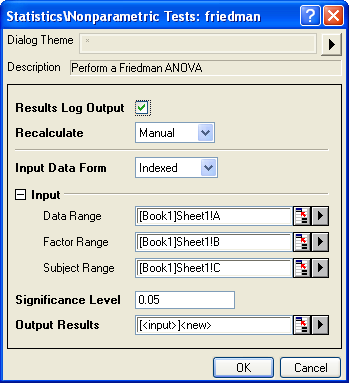 Statistics\Nonparametric Tests: friedman
Dialog Theme *
Description Perform a Friedman ANOVA
Results Log Output
Recalculate Manual
Input Data Form Indexed
Input
Data Range [Book1]Sheet1!A
Factor Range [Book1]Sheet1!B
Subject Range [Book1]Sheet1!C
Significance Level 0.05
Output Results [<input>]<new>
OK Cancel